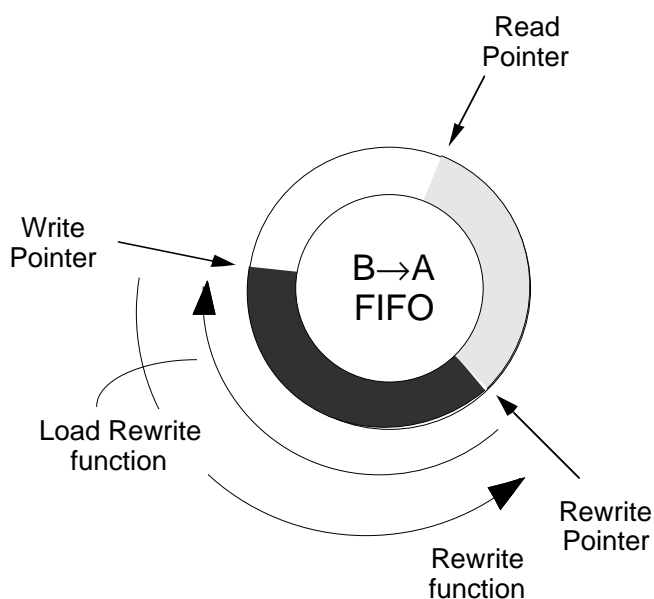 Read
Pointer
Write
Pointer
B→A
FIFO
Load Rewrite
function
Rewrite
Pointer
Rewrite
function